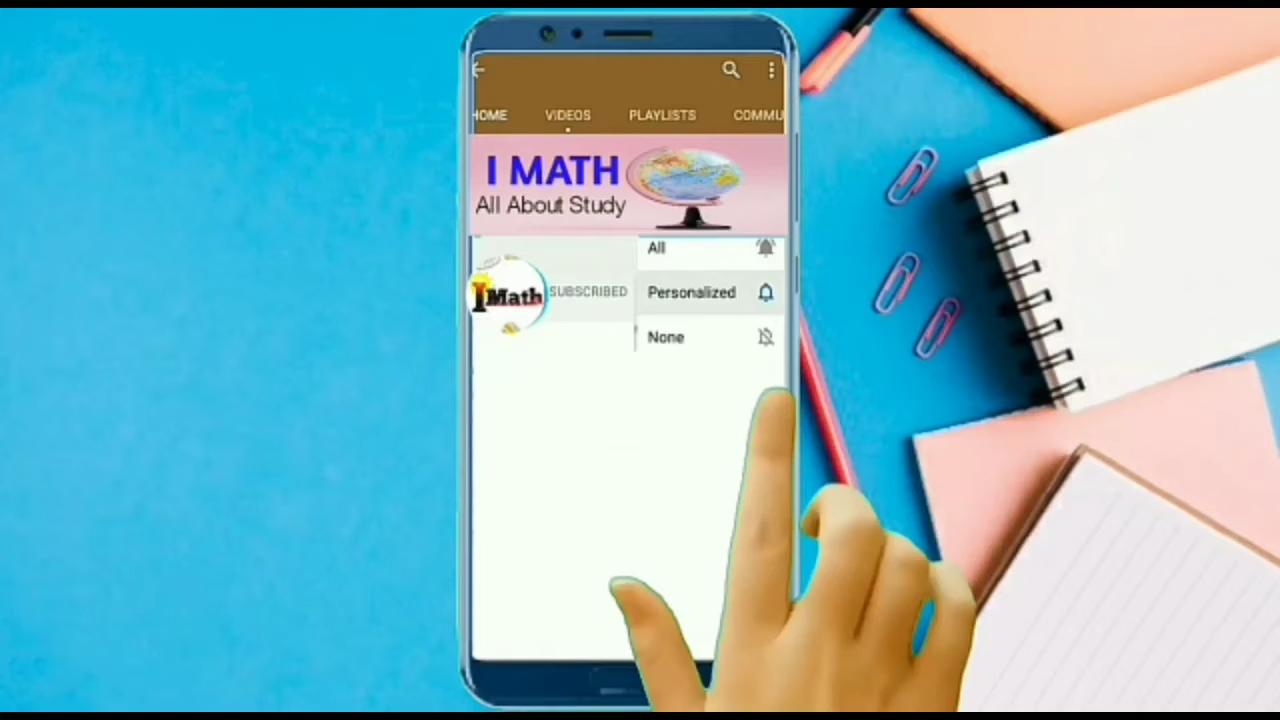 HOME VIDEOS PLAYLISTS COMMU
I MATH
All About Study
All
IMath SUBSCRIBED
Personalized
None